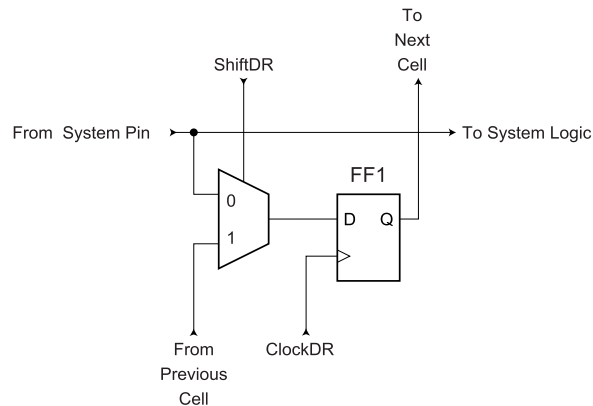 To
Next
Cell
ShiftDR
From System Pin
To System Logic
FF1
0
D Q
1
From
Previous
Cell
ClockDR